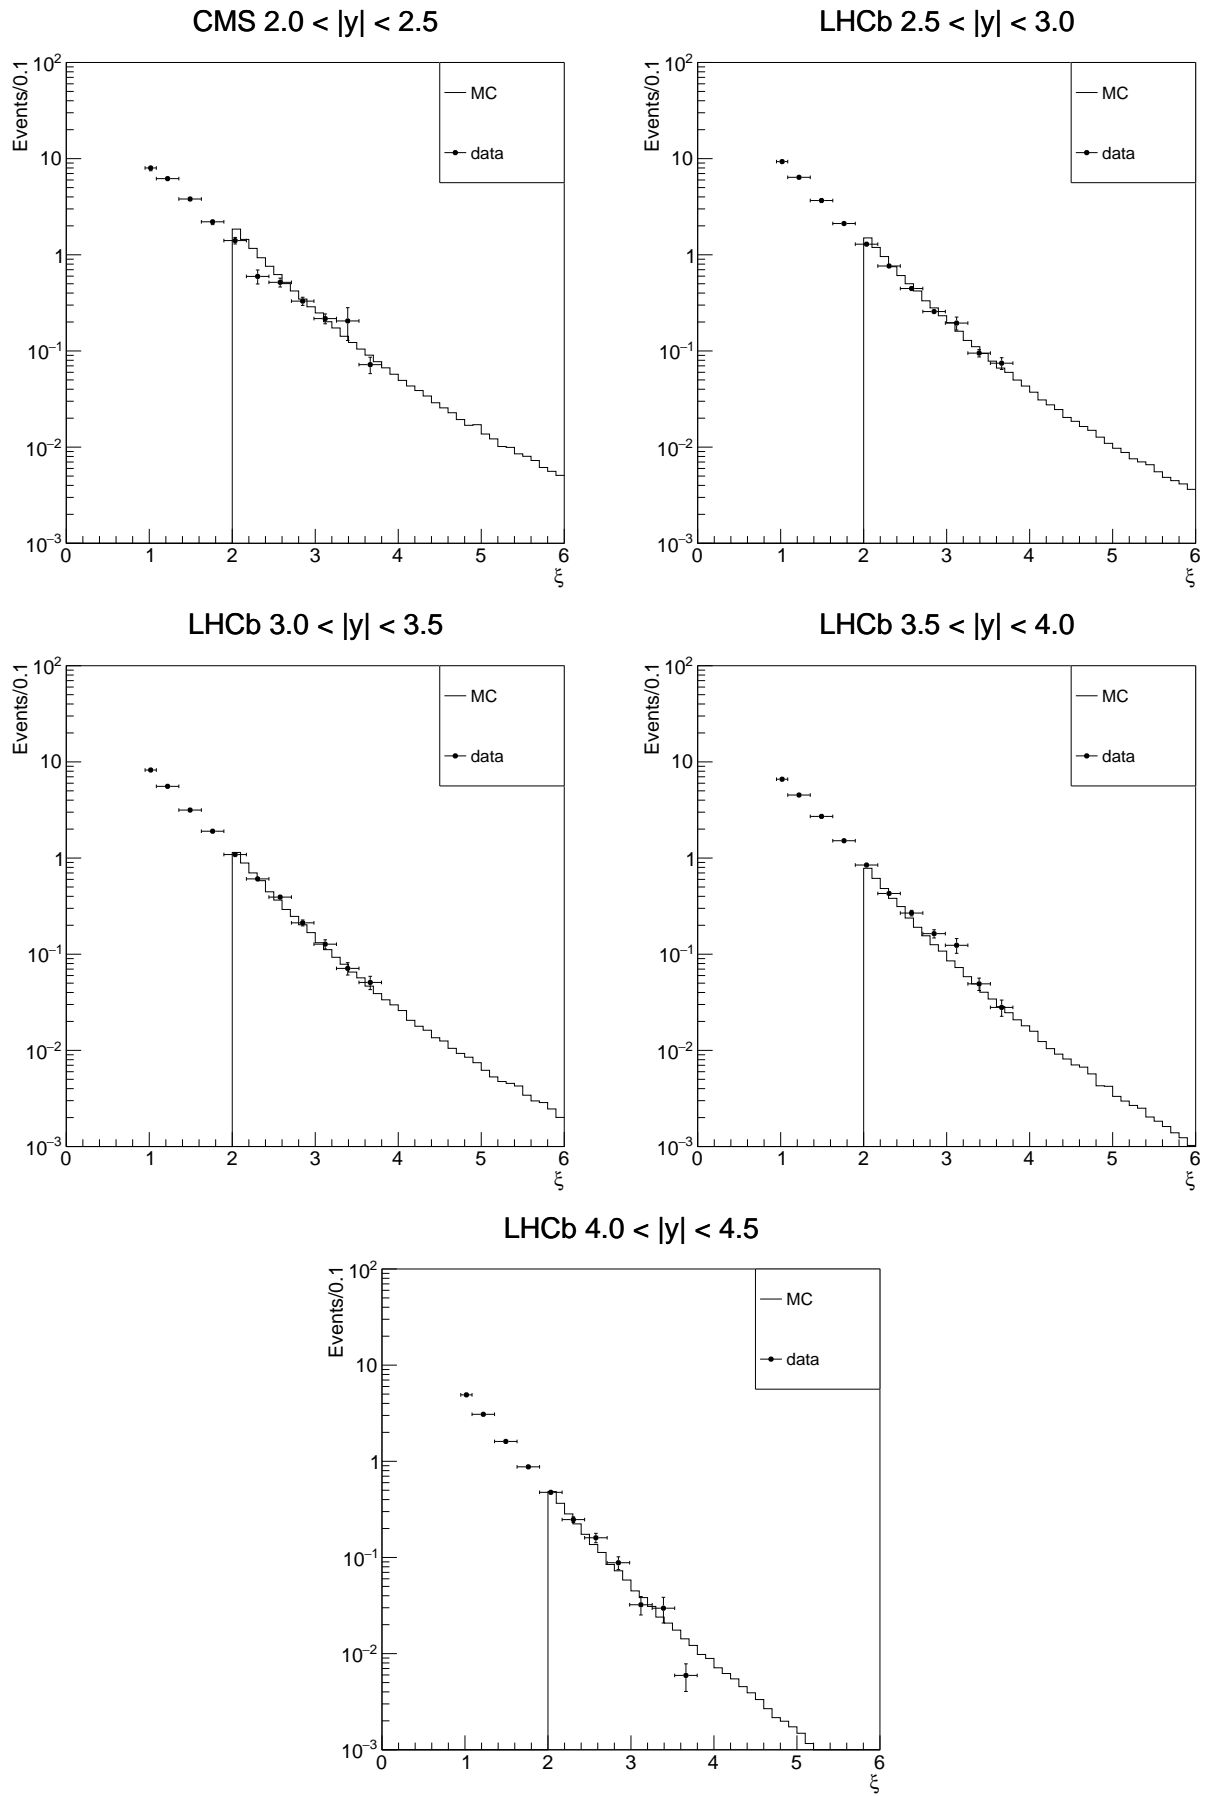 CMS 2.0 < |y| < 2.5
Events/0.1
10²
10
1
10⁻¹
10⁻²
10⁻³
MC
data
0 1 2 3 4 5 6
ξ
LHCb 2.5 < |y| < 3.0
Events/0.1
10²
10
1
10⁻¹
10⁻²
10⁻³
MC
data
0 1 2 3 4 5 6
ξ
LHCb 3.0 < |y| < 3.5
Events/0.1
10²
10
1
10⁻¹
10⁻²
10⁻³
MC
data
0 1 2 3 4 5 6
ξ
LHCb 3.5 < |y| < 4.0
Events/0.1
10²
10
1
10⁻¹
10⁻²
10⁻³
MC
data
0 1 2 3 4 5 6
ξ
LHCb 4.0 < |y| < 4.5
Events/0.1
10²
10
1
10⁻¹
10⁻²
10⁻³
MC
data
0 1 2 3 4 5 6
ξ